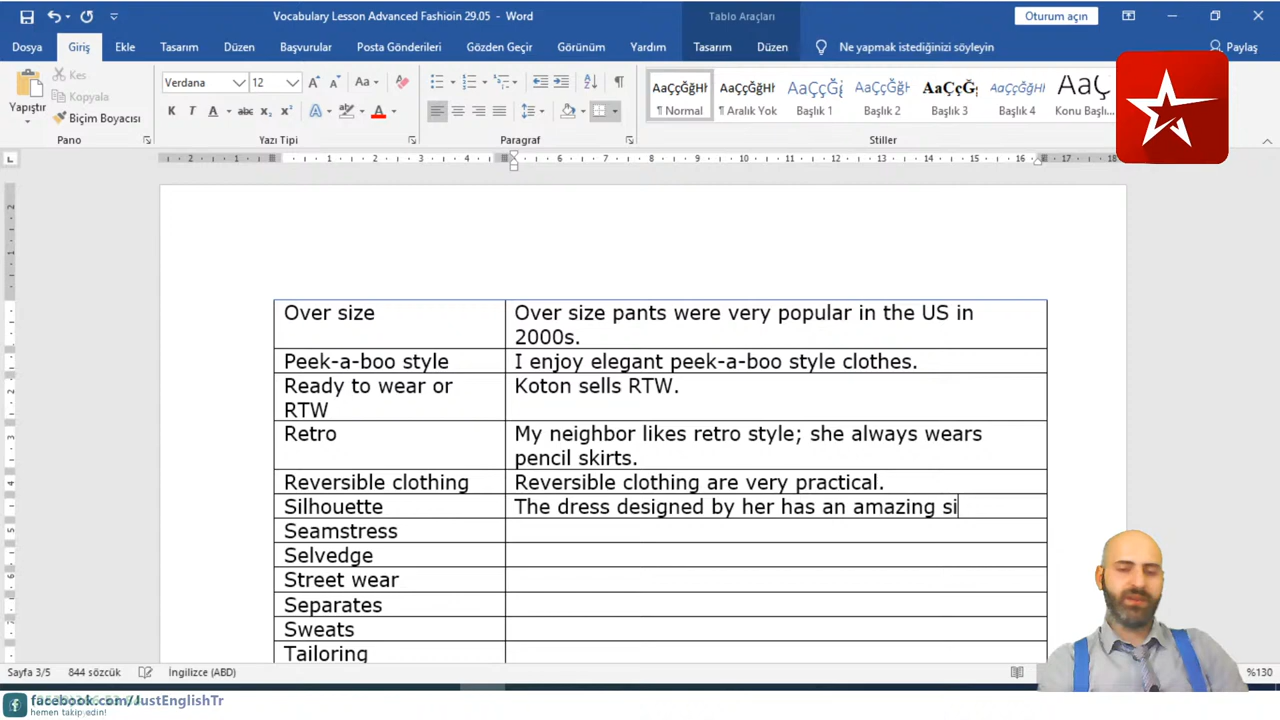 Vocabulary Lesson Advanced Fashioin 29.05 - Word
Tablo Araçları
Oturum açın
Dosya Giriş Ekle Tasarım Düzen Başvurular Posta Gönderileri Gözden Geçir Görünüm Yardım Tasarım Düzen Ne yapmak istediğinizi söyleyin Paylaş
Yapıştır
Kes
Kopyala
Biçim Boyacısı
Verdana 12
AaÇçĞğHł AaÇçĞğHł AaÇçĞğ AaÇçĞğH AaÇçĞğ AaÇçĞğH AaÇç
¶ Normal ¶ Aralık Yok Başlık 1 Başlık 2 Başlık 3 Başlık 4 Konu Başlı...
Pano Yazı Tipi Paragraf Stiller
Over size Over size pants were very popular in the US in
2000s.
Peek-a-boo style I enjoy elegant peek-a-boo style clothes.
Ready to wear or Koton sells RTW.
RTW
Retro My neighbor likes retro style; she always wears
pencil skirts.
Reversible clothing Reversible clothing are very practical.
Silhouette The dress designed by her has an amazing si
Seamstress
Selvedge
Street wear
Separates
Sweats
Tailoring
Sayfa 3/5 844 sözcük İngilizce (ABD) %130
facebook.com/JustEnglishTr
hemen takip edin!